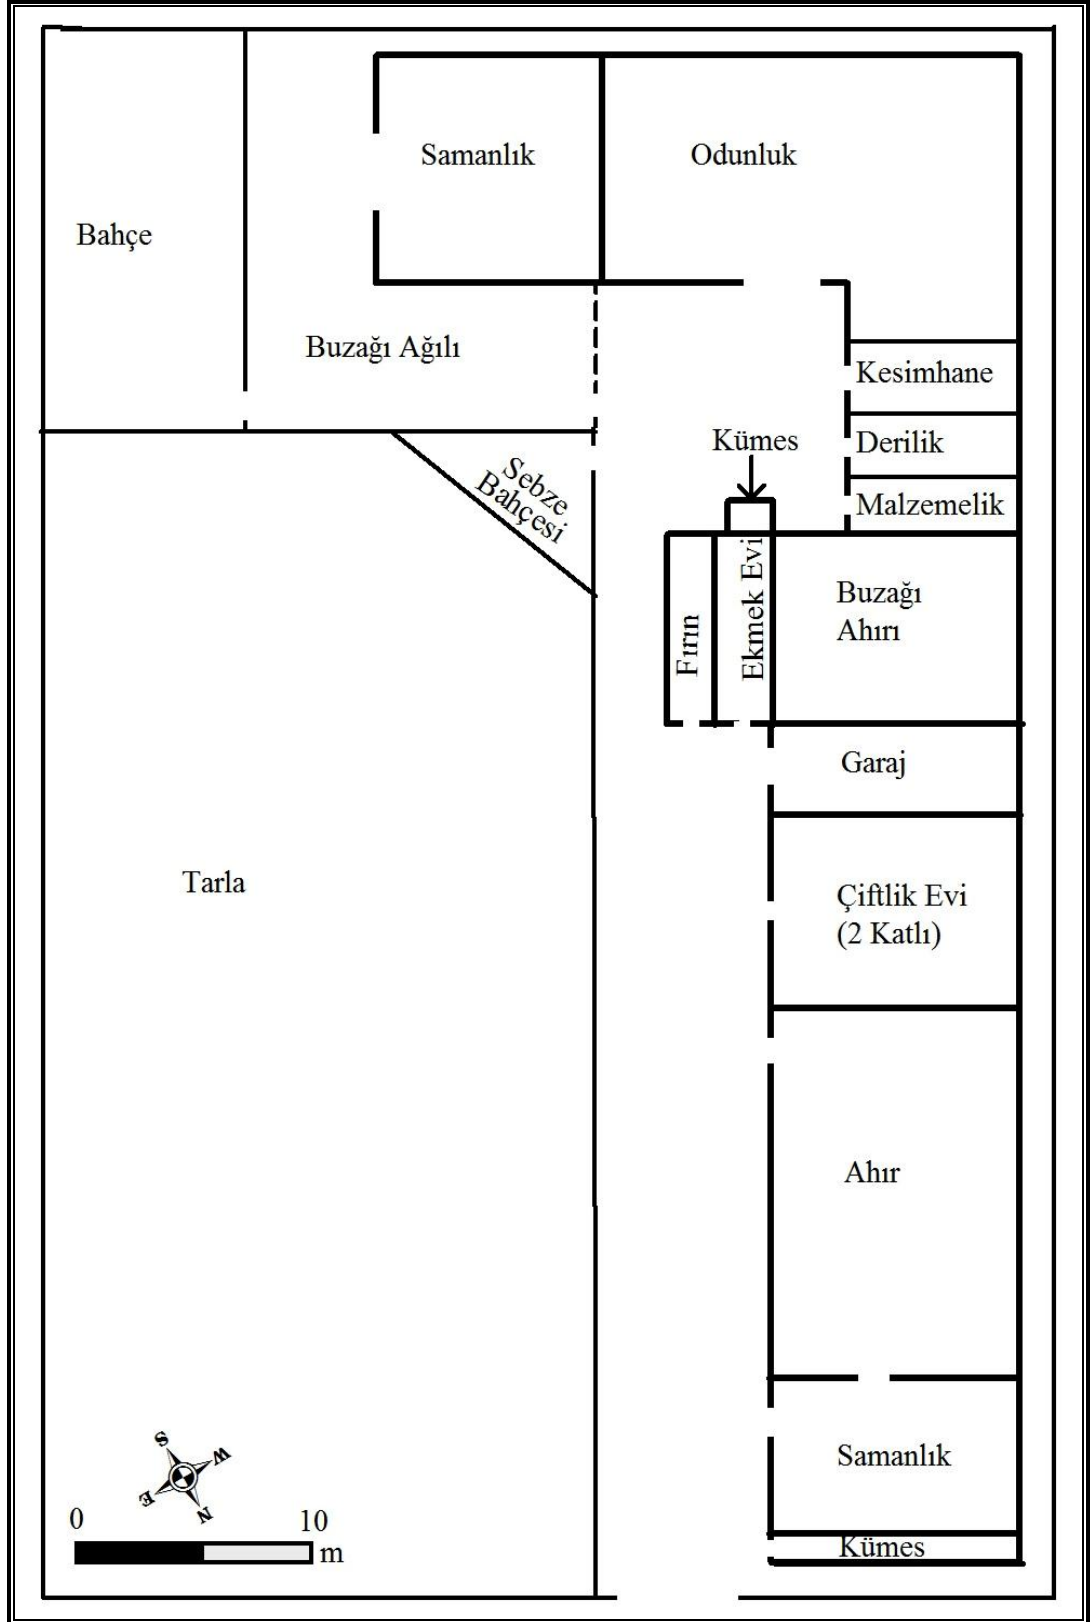 Samanlık
Odunluk
Bahçe
Buzağı Ağılı
Kesimhane
Kümes
Derilik
Sebze
Bahçesi
Malzemelik
Fırın
Ekmek Evi
Buzağı
Ahırı
Garaj
Tarla
Çiftlik Evi
(2 Katlı)
Ahır
Samanlık
S
W
E
N
0 10
m
Kümes